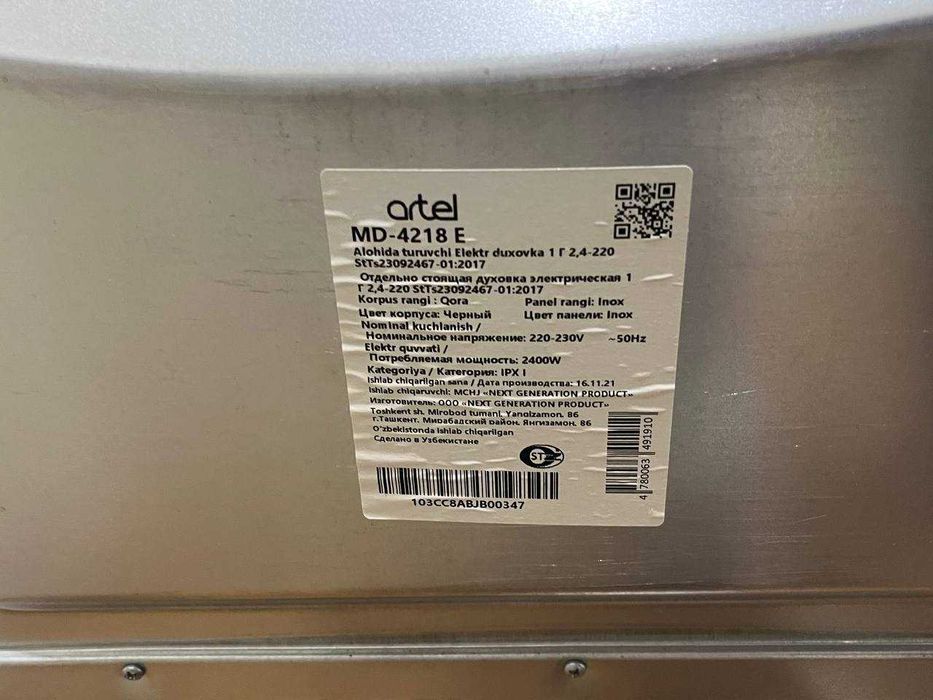 artel
MD-4218 E
Alohida turuvchi Elektr duxovka 1 Г 2,4-220
StTs23092467-01:2017
Отдельно стоящая духовка электрическая 1
Г 2,4-220 StTs23092467-01:2017
Korpus rangi : Qora Panel rangi: Inox
Цвет корпуса: Черный Цвет панели: Inox
Nominal kuchlanish /
Номинальное напряжение: 220-230V ~50Hz
Elektr quvvati /
Потребляемая мощность: 2400W
Kategoriya / Категория: IPX I
Ishlab chiqarilgan sana / Дата производства: 16.11.21
Ishlab chiqaruvchi: MCHJ «NEXT GENERATION PRODUCT»
Изготовитель: ООО «NEXT GENERATION PRODUCT»
Toshkent sh. Mirobod tumani, Yangizamon, 86
г.Ташкент. Мирабадский район. Янгизамон, 86
O'zbekistonda ishlab chiqarilgan
Сделано в Узбекистане
ST
103CC8ABJB00347
4 780063 491910